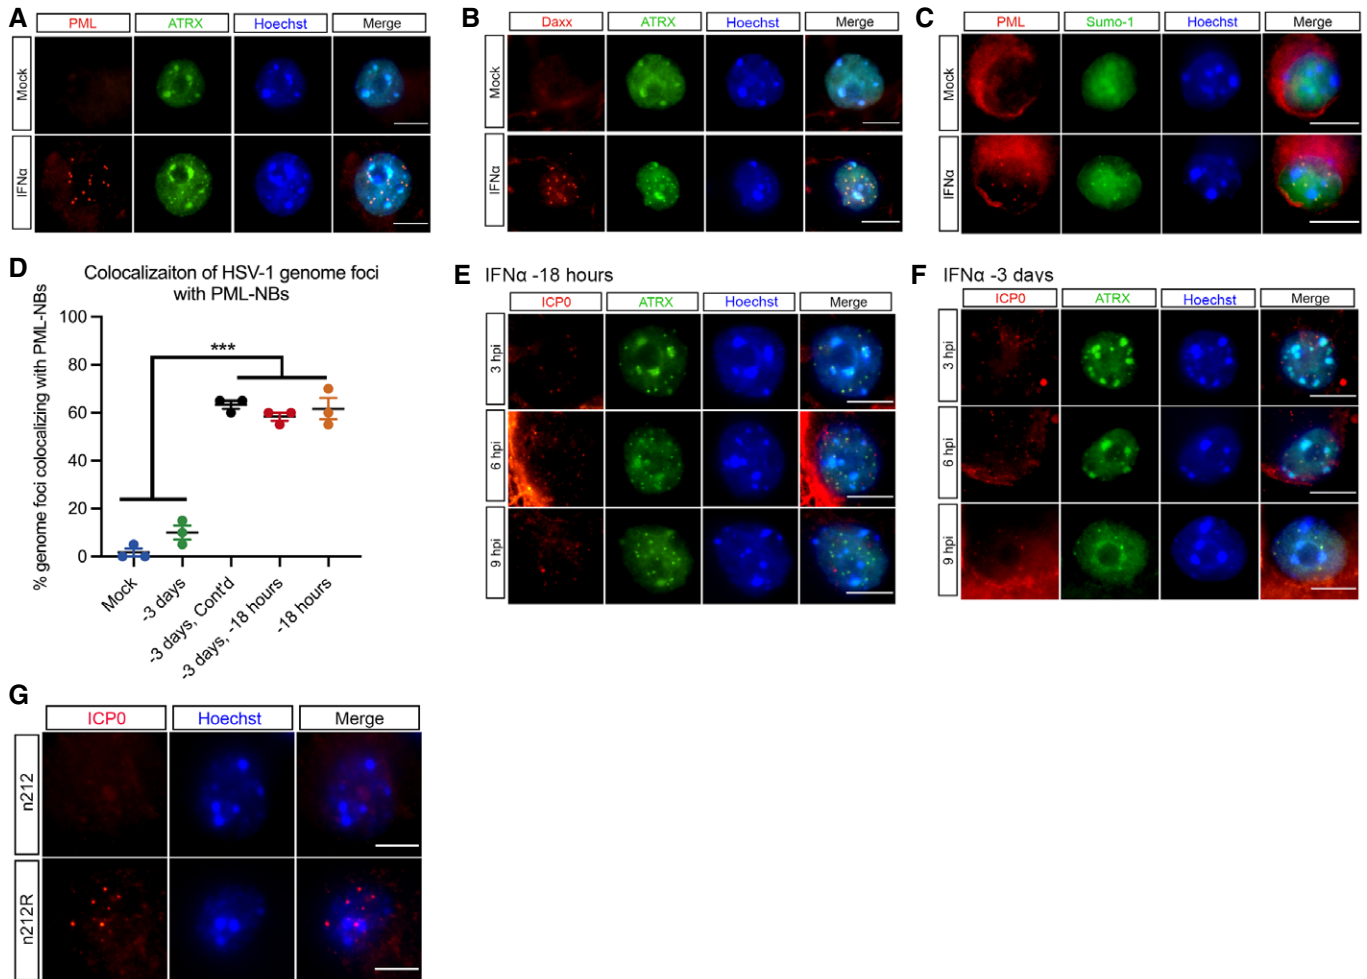 A
PML ATRX Hoechst Merge
Mock
IFNα
B
Daxx ATRX Hoechst Merge
Mock
IFNα
C
PML Sumo-1 Hoechst Merge
Mock
IFNα
D
Colocalizaiton of HSV-1 genome foci
with PML-NBs
% genome foci colocalizing with PML-NBs
100
80
60
40
20
0
***
Mock
-3 days
-3 days, Cont'd
-3 days, -18 hours
-18 hours
E
IFNα -18 hours
ICP0 ATRX Hoechst Merge
3 hpi
6 hpi
9 hpi
F
IFNα -3 days
ICP0 ATRX Hoechst Merge
3 hpi
6 hpi
9 hpi
G
ICP0 Hoechst Merge
n212
n212R